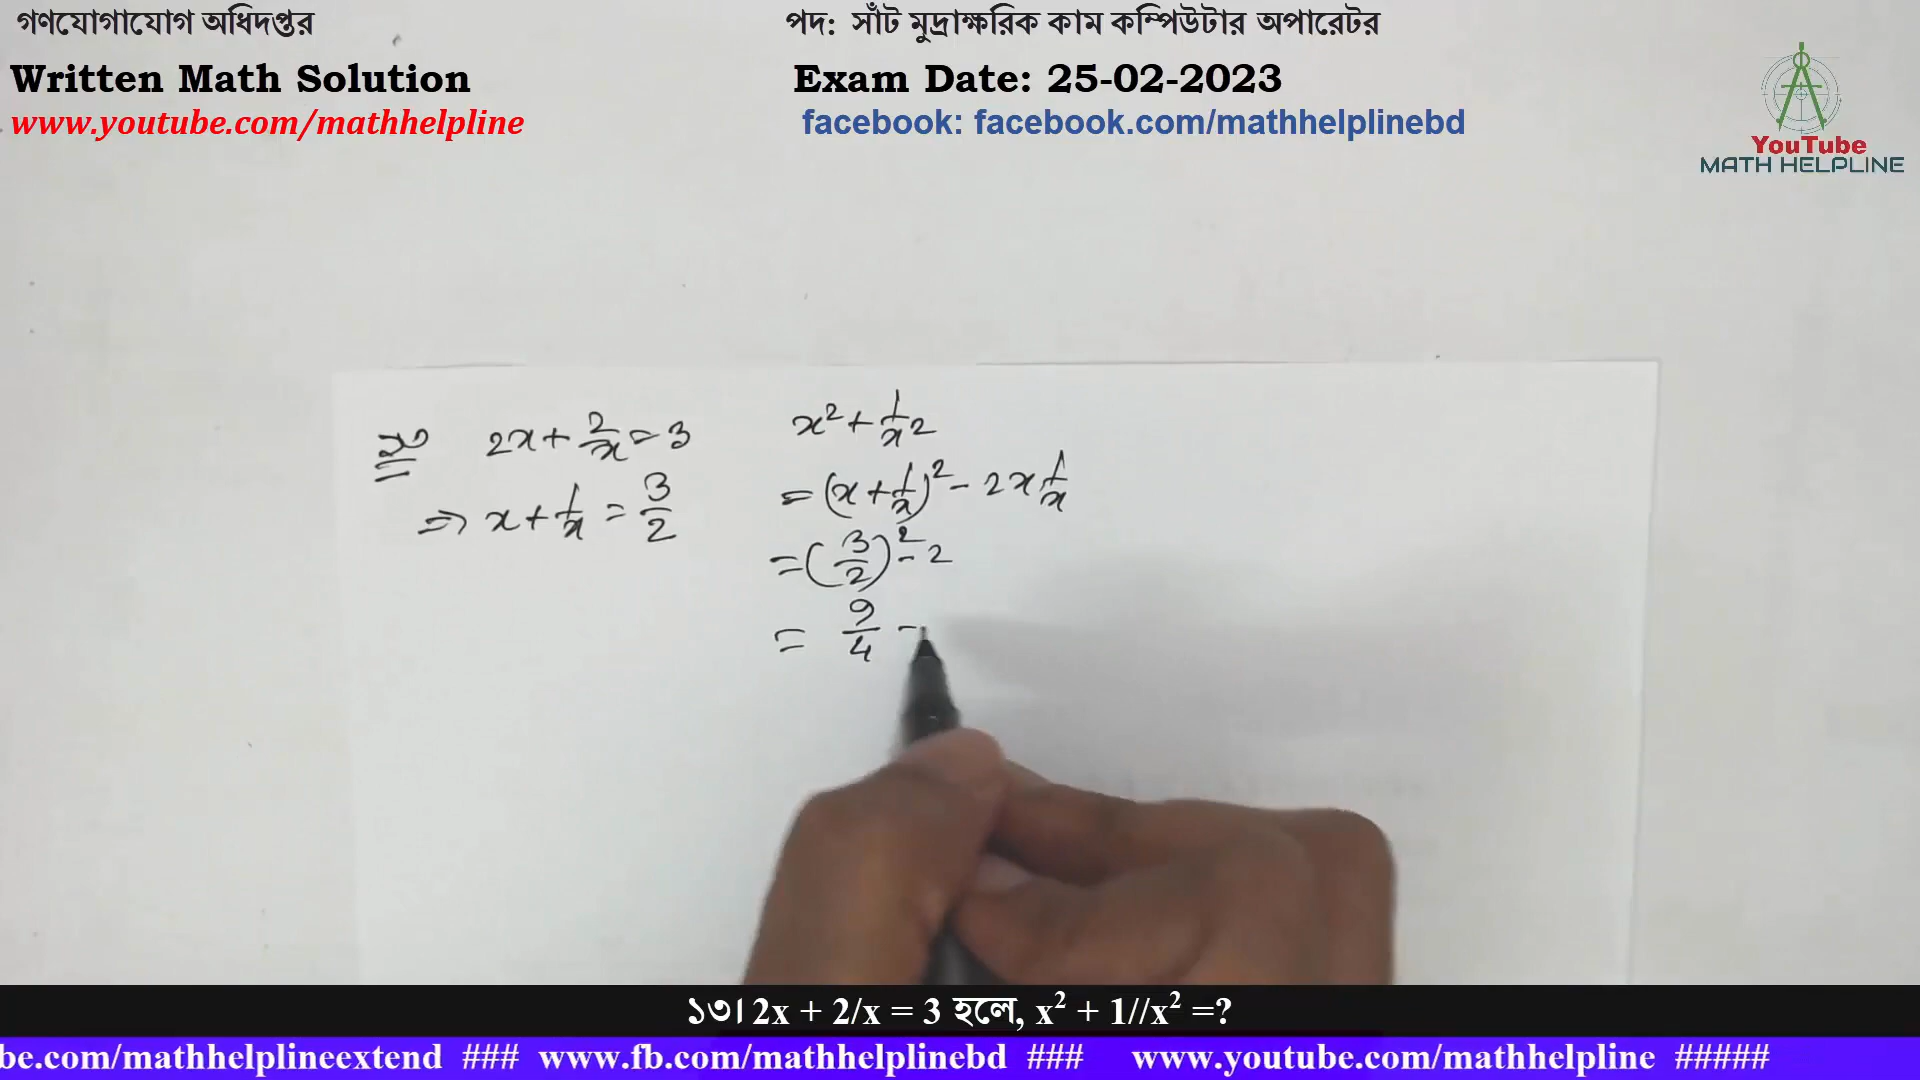 গণযোগাযোগ অধিদপ্তর
পদ: সাঁট মুদ্রাক্ষরিক কাম কম্পিউটার অপারেটর
Written Math Solution
Exam Date: 25-02-2023
www.youtube.com/mathhelpline
facebook: facebook.com/mathhelplinebd
YouTube
MATH HELPLINE
2x + 2/x = 3
⇒ x + 1/x = 3/2
x² + 1/x²
= (x + 1/x)² - 2x 1/x
= (3/2)² - 2
= 9/4 -
১৩। 2x + 2/x = 3 হলে, x² + 1//x² =?
be.com/mathhelplineextend ### www.fb.com/mathhelplinebd ### www.youtube.com/mathhelpline #####